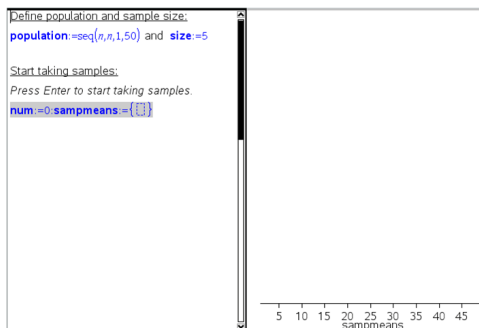 Define population and sample size:
population:=seq(n,n,1,50) and size:=5
Start taking samples:
Press Enter to start taking samples.
num:=0:sampmeans:={}
5 10 15 20 25 30 35 40 45
sampmeans